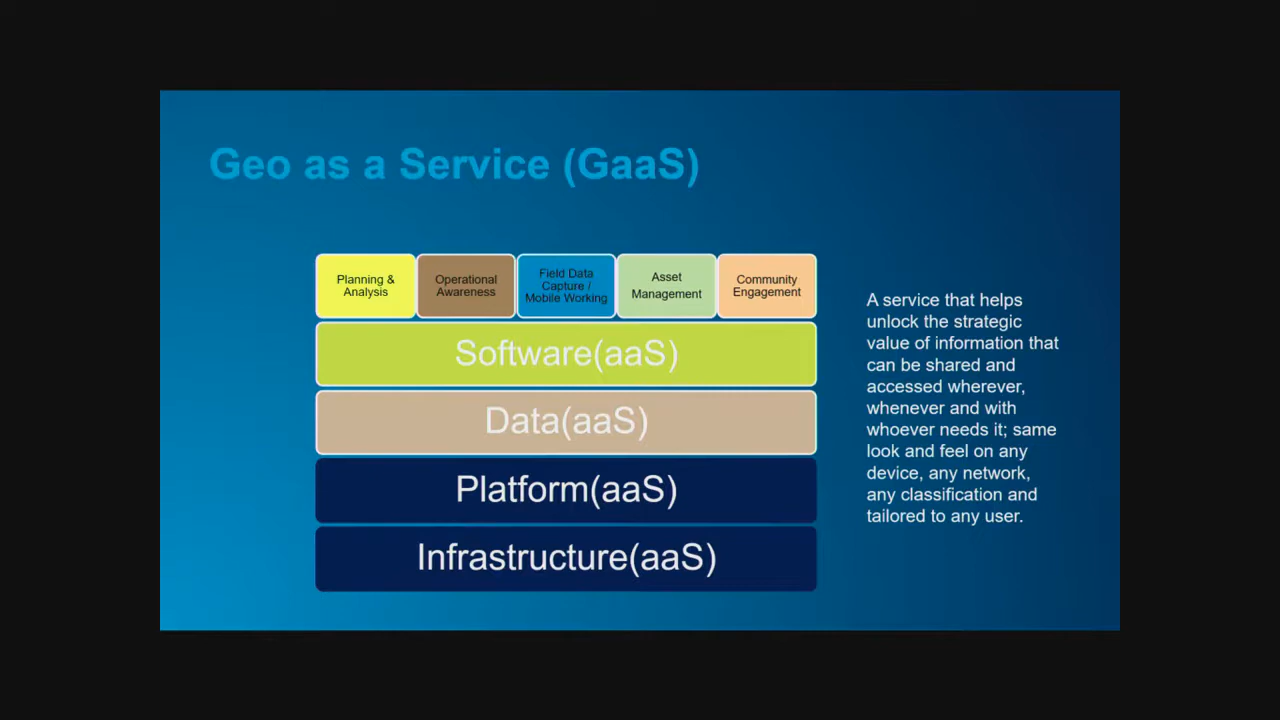 Geo as a Service (GaaS)
Planning &
Analysis
Operational
Awareness
Field Data
Capture /
Mobile Working
Asset
Management
Community
Engagement
Software(aaS)
Data(aaS)
Platform(aaS)
Infrastructure(aaS)
A service that helps
unlock the strategic
value of information that
can be shared and
accessed wherever,
whenever and with
whoever needs it; same
look and feel on any
device, any network,
any classification and
tailored to any user.